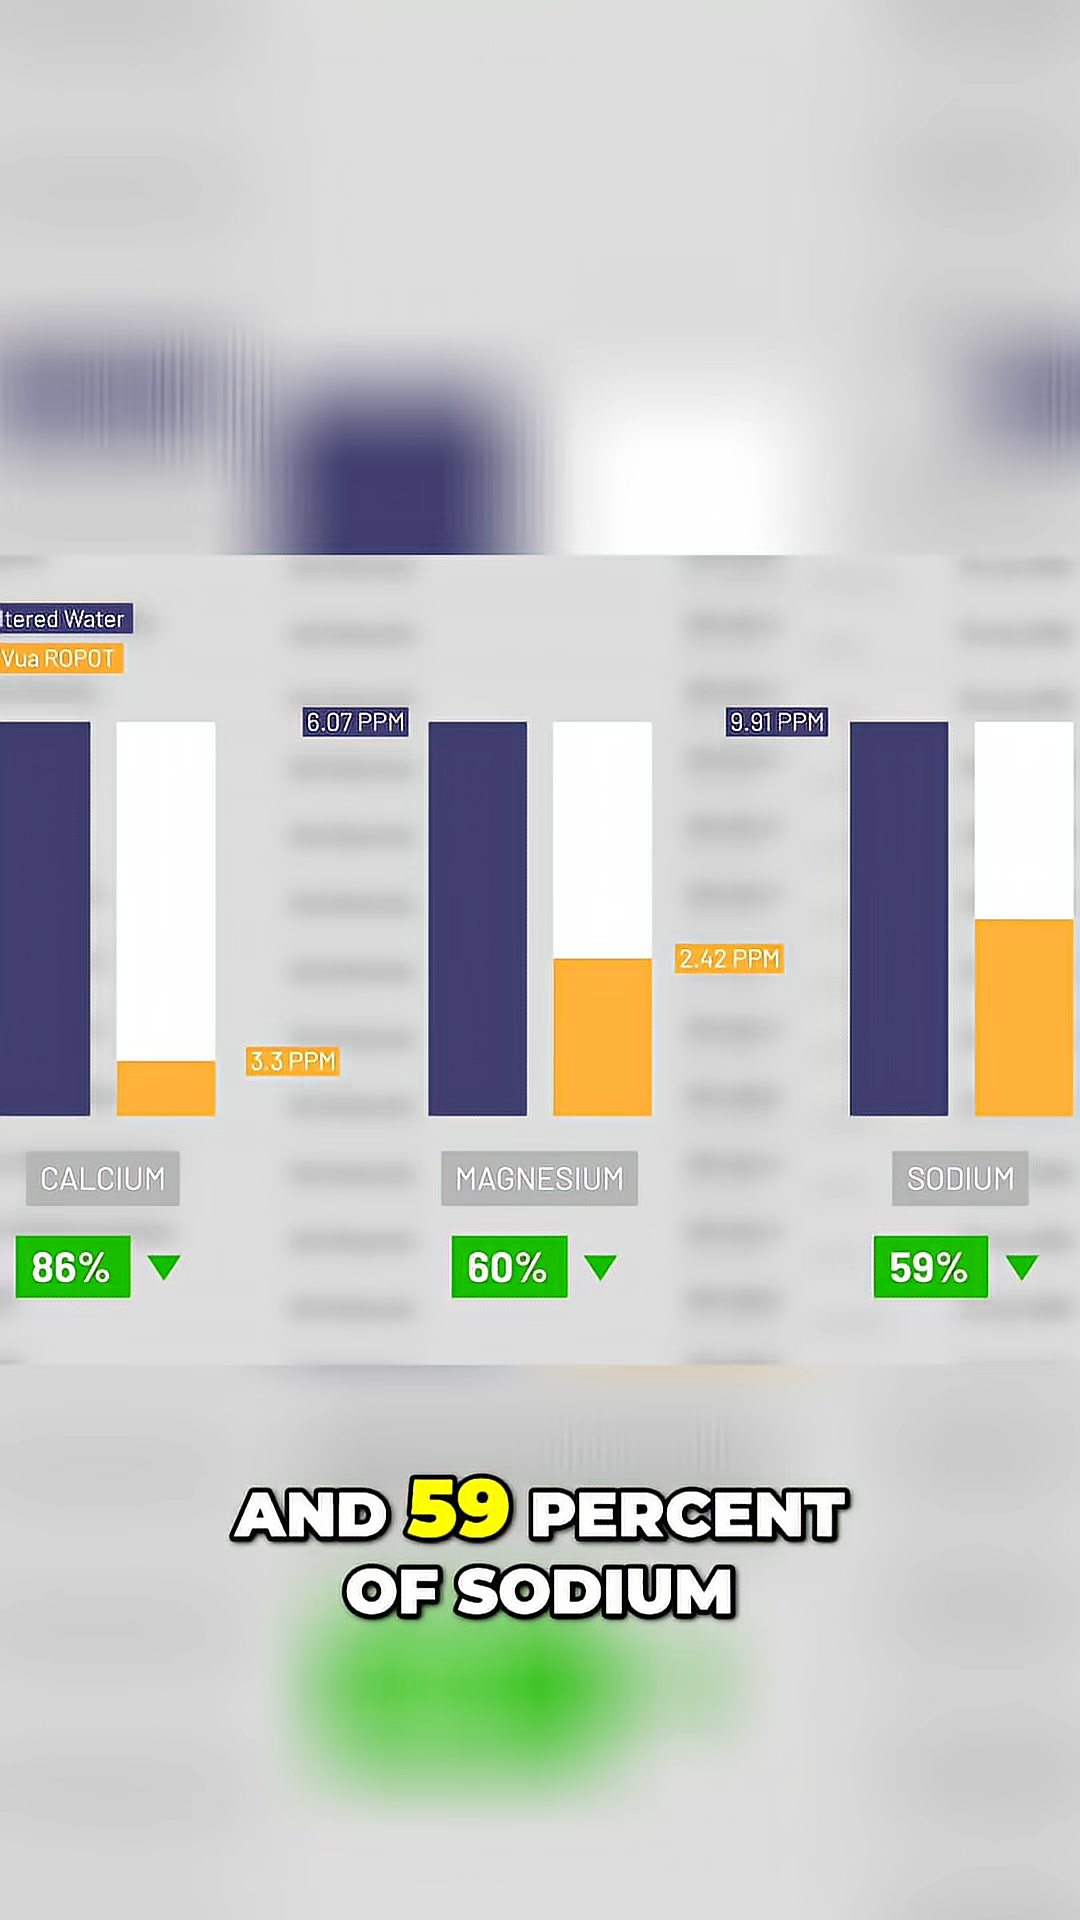 ltered Water
Vua ROPOT
6.07 PPM
9.91 PPM
2.42 PPM
3.3 PPM
CALCIUM
MAGNESIUM
SODIUM
86%
60%
59%
AND 59 PERCENT
OF SODIUM